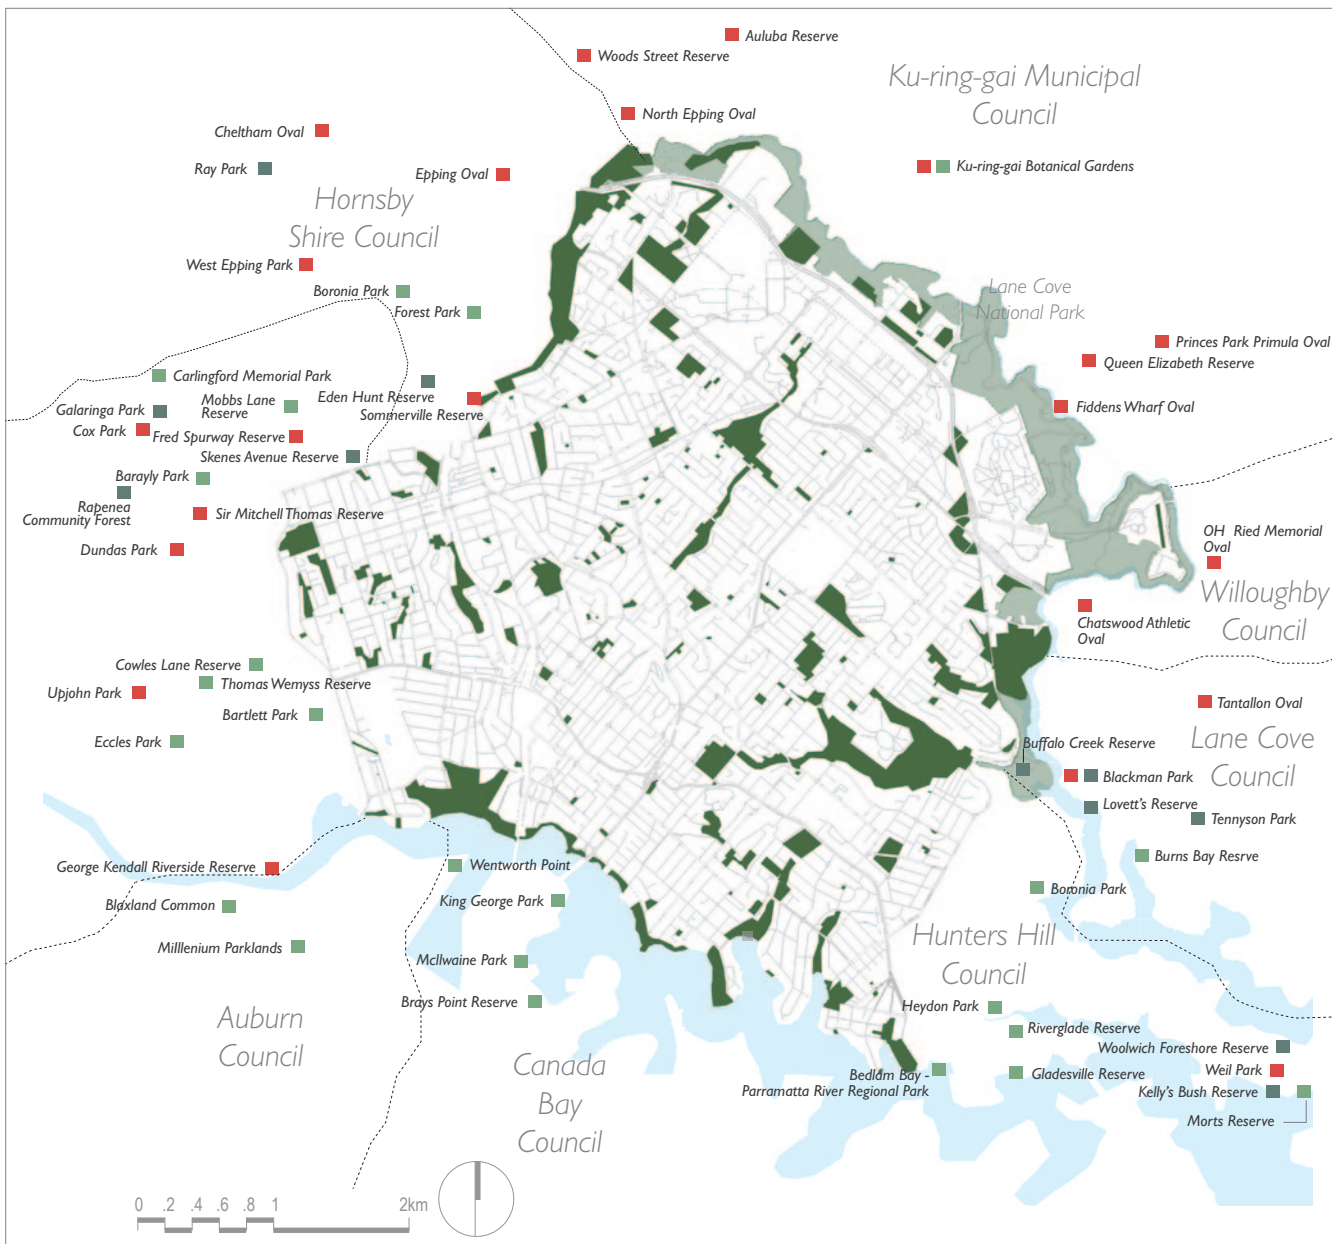 Auluba Reserve
Woods Street Reserve
Ku-ring-gai Municipal
Council
North Epping Oval
Cheltham Oval
Ray Park
Epping Oval
Ku-ring-gai Botanical Gardens
Hornsby
Shire Council
West Epping Park
Boronia Park
Forest Park
Lane Cove
National Park
Princes Park Primula Oval
Queen Elizabeth Reserve
Carlingford Memorial Park
Eden Hunt Reserve
Mobbs Lane
Reserve
Galaringa Park
Sommerville Reserve
Fiddens Wharf Oval
Cox Park
Fred Spurway Reserve
Skenes Avenue Reserve
Barayly Park
Rapenea
Community Forest
Sir Mitchell Thomas Reserve
Dundas Park
OH Ried Memorial
Oval
Willoughby
Council
Chatswood Athletic
Oval
Cowles Lane Reserve
Thomas Wemyss Reserve
Upjohn Park
Bartlett Park
Eccles Park
Tantallon Oval
Lane Cove
Council
Buffalo Creek Reserve
Blackman Park
Lovett's Reserve
Tennyson Park
Burns Bay Resrve
George Kendall Riverside Reserve
Wentworth Point
Boronia Park
King George Park
Blaxland Common
Milllenium Parklands
Hunters Hill
Council
McIlwaine Park
Brays Point Reserve
Heydon Park
Auburn
Council
Riverglade Reserve
Woolwich Foreshore Reserve
Canada
Bay
Council
Bedlam Bay -
Parramatta River Regional Park
Gladesville Reserve
Weil Park
Kelly's Bush Reserve
Morts Reserve
0 .2 .4 .6 .8 1 2km